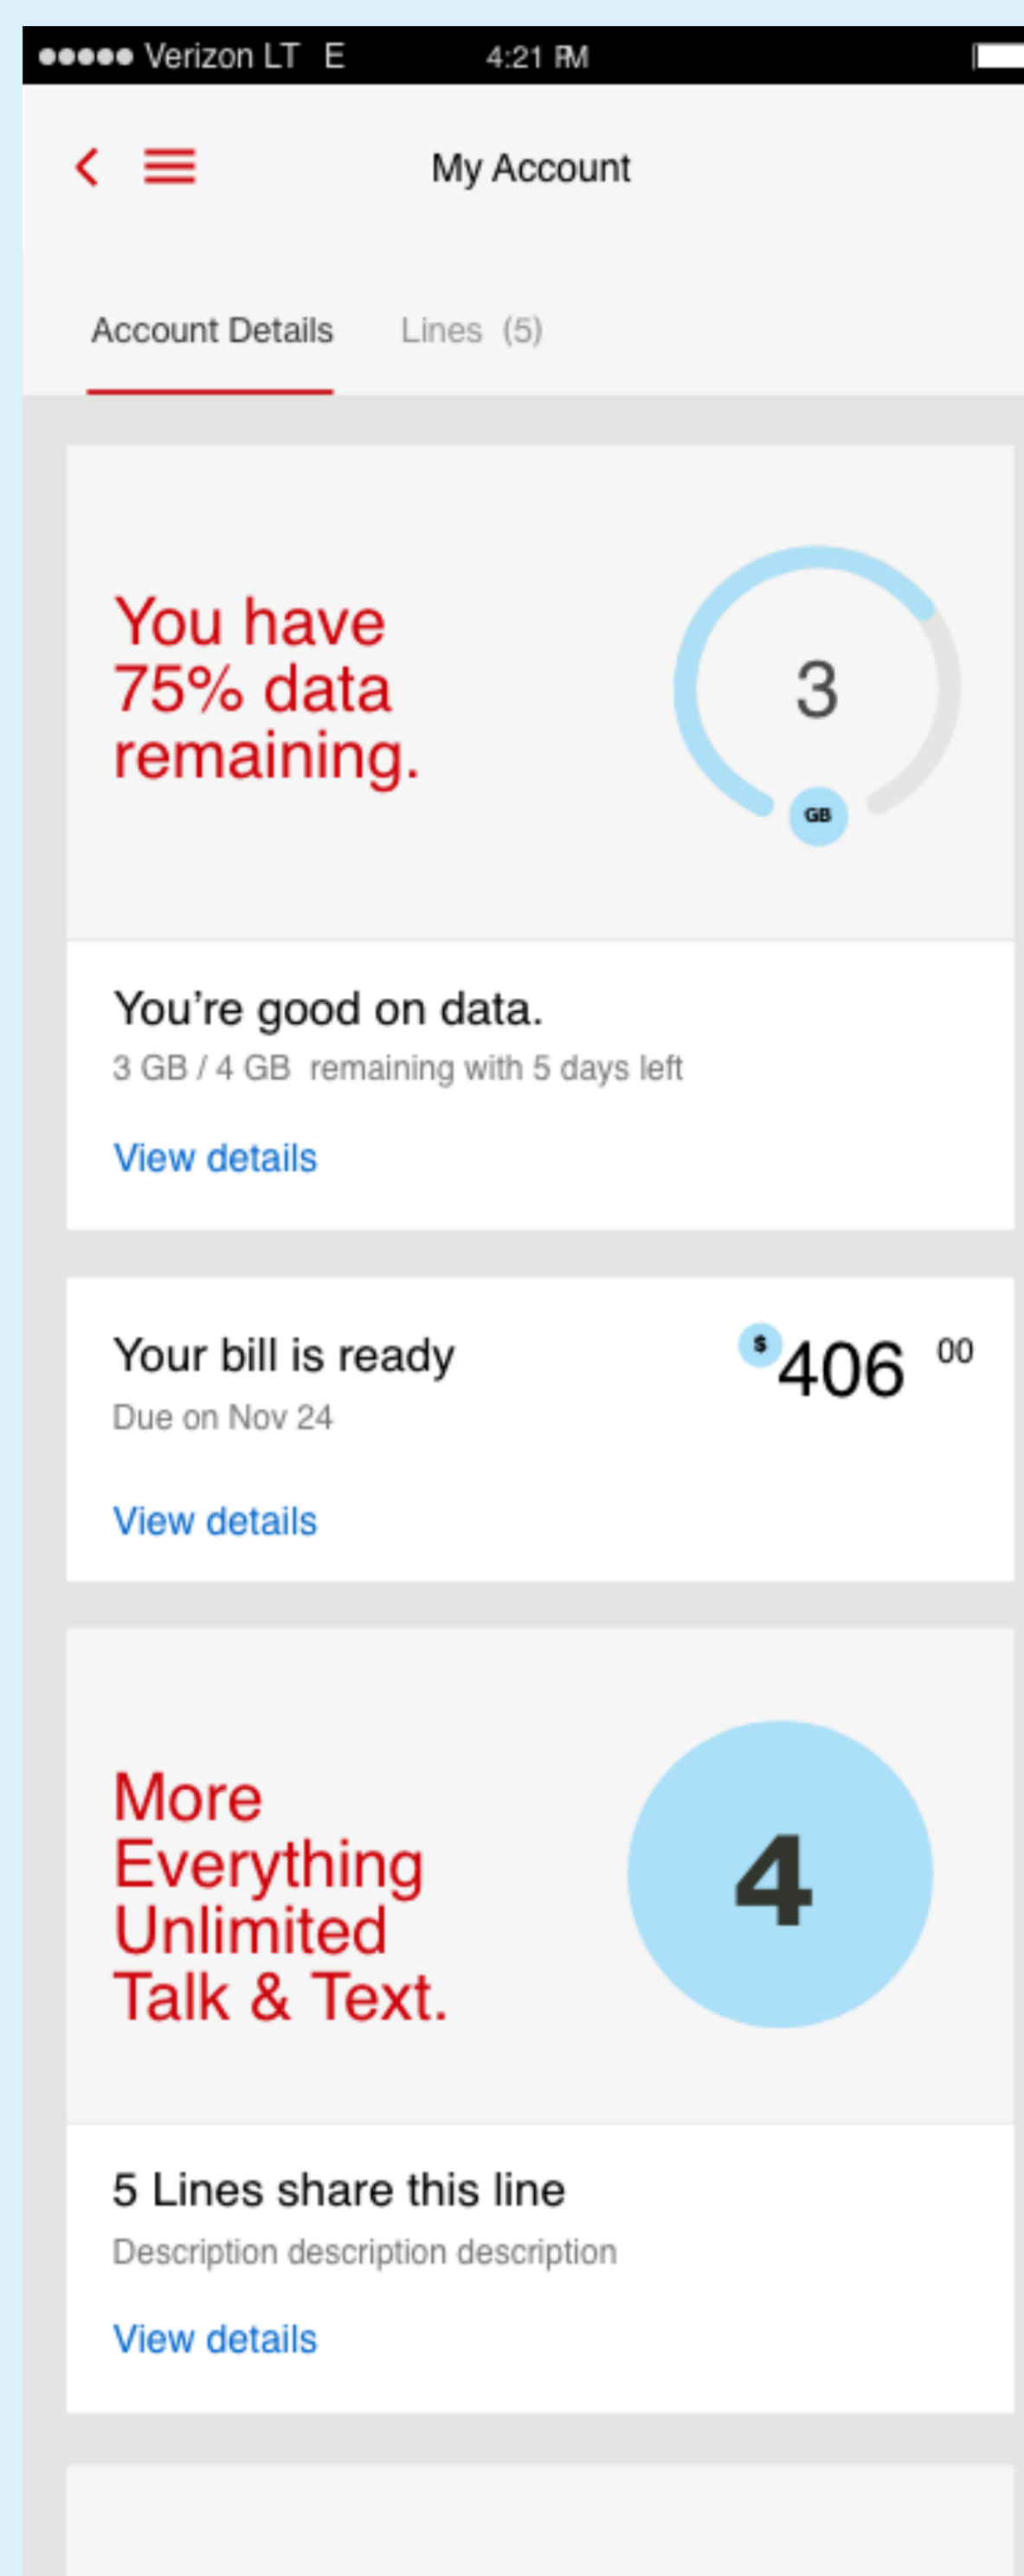 Verizon LT E 4:21 PM
My Account
Account Details Lines (5)
You have
75% data
remaining.
3
GB
You’re good on data.
3 GB / 4 GB remaining with 5 days left
View details
Your bill is ready
$406 00
Due on Nov 24
View details
More
Everything
Unlimited
Talk & Text.
4
5 Lines share this line
Description description description
View details